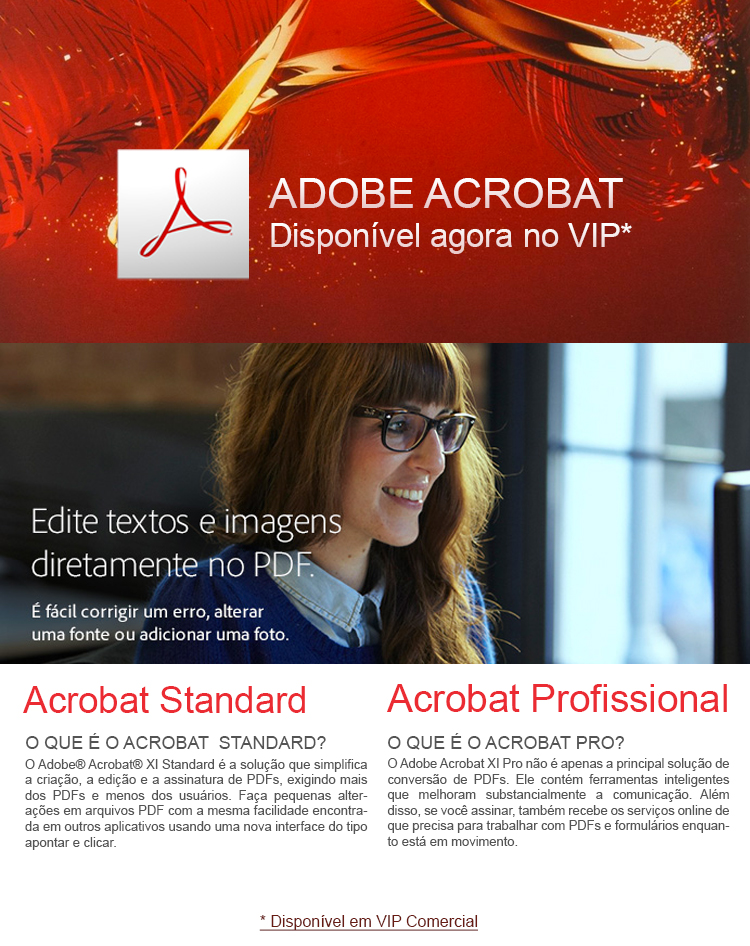 ADOBE ACROBAT
Disponível agora no VIP*
Edite textos e imagens
diretamente no PDF.
É fácil corrigir um erro, alterar
uma fonte ou adicionar uma foto.
Acrobat Standard
O QUE É O ACROBAT  STANDARD?
O Adobe® Acrobat® XI Standard é a solução que simplifica
a criação, a edição e a assinatura de PDFs, exigindo mais
dos PDFs e menos dos usuários. Faça pequenas alter-
ações em arquivos PDF com a mesma facilidade encontra-
da em outros aplicativos usando uma nova interface do tipo
apontar e clicar.
Acrobat Profissional
O QUE É O ACROBAT PRO?
O Adobe Acrobat XI Pro não é apenas a principal solução de
conversão de PDFs. Ele contém ferramentas inteligentes
que melhoram substancialmente a comunicação. Além
disso, se você assinar, também recebe os serviços online de
que precisa para trabalhar com PDFs e formulários enquan-
to está em movimento.
* Disponível em VIP Comercial